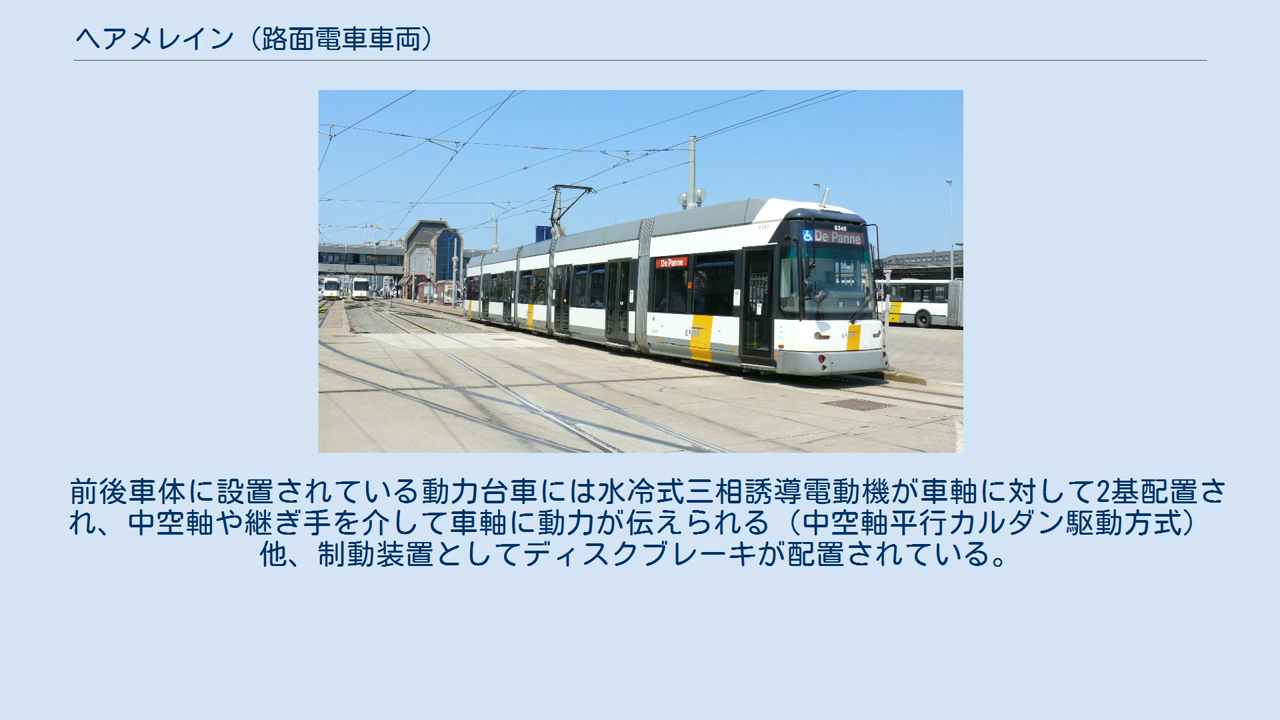 ヘアメレイン（路面電車車両）
6340
De Panne
De Panne
前後車体に設置されている動力台車には水冷式三相誘導電動機が車軸に対して2基配置さ
れ、中空軸や継ぎ手を介して車軸に動力が伝えられる（中空軸平行カルダン駆動方式）
他、制動装置としてディスクブレーキが配置されている。